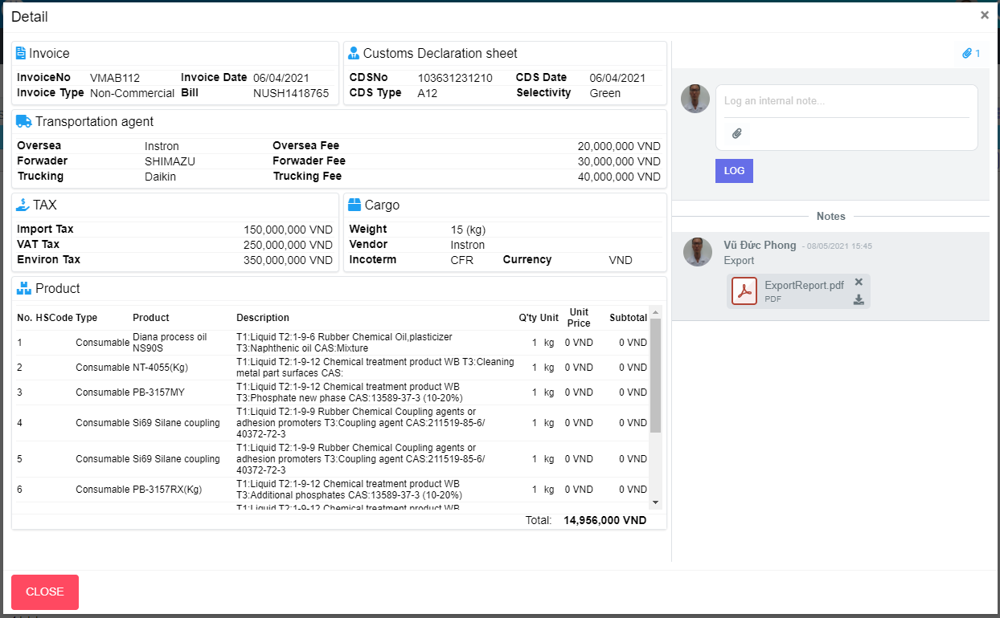 Detail
×
Invoice
InvoiceNo VMAB112 Invoice Date 06/04/2021
Invoice Type Non-Commercial Bill NUSH1418765
Customs Declaration sheet
CDSNo 103631231210 CDS Date 06/04/2021
CDS Type A12 Selectivity Green
Transportation agent
Oversea Instron Oversea Fee 20,000,000 VND
Forwader SHIMAZU Forwader Fee 30,000,000 VND
Trucking Daikin Trucking Fee 40,000,000 VND
TAX
Import Tax 150,000,000 VND
VAT Tax 250,000,000 VND
Environ Tax 350,000,000 VND
Cargo
Weight 15 (kg)
Vendor Instron
Incoterm CFR Currency VND
Product
No. HSCode Type Product Description Q'ty Unit Unit Price Subtotal
1 Consumable Diana process oil NS90S T1:Liquid T2:1-9-6 Rubber Chemical Oil,plasticizer
T3:Naphthenic oil CAS:Mixture 1 kg 0 VND 0 VND
2 Consumable NT-4055(Kg) T1:Liquid T2:1-9-12 Chemical treatment product WB T3:Cleaning
metal part surfaces CAS: 1 kg 0 VND 0 VND
3 Consumable PB-3157MY T1:Liquid T2:1-9-12 Chemical treatment product WB
T3:Phosphate new phase CAS:13589-37-3 (10-20%) 1 kg 0 VND 0 VND
4 Consumable Si69 Silane coupling T1:Liquid T2:1-9-9 Rubber Chemical Coupling agents or
adhesion promoters T3:Coupling agent CAS:211519-85-6/
40372-72-3 1 kg 0 VND 0 VND
5 Consumable Si69 Silane coupling T1:Liquid T2:1-9-9 Rubber Chemical Coupling agents or
adhesion promoters T3:Coupling agent CAS:211519-85-6/
40372-72-3 1 kg 0 VND 0 VND
6 Consumable PB-3157RX(Kg) T1:Liquid T2:1-9-12 Chemical treatment product WB
T3:Additional phosphates CAS:13589-37-3 (10-20%) 1 kg 0 VND 0 VND
T1:Liquid T2:1-9-12 Chemical treatment product WB
Total: 14,956,000 VND
1
Log an internal note...
LOG
Notes
Vũ Đức Phong - 08/05/2021 15:45
Export
ExportReport.pdf
PDF
CLOSE